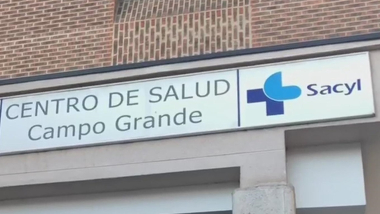 CENTRO DE SALUD
Campo Grande
Sacyl